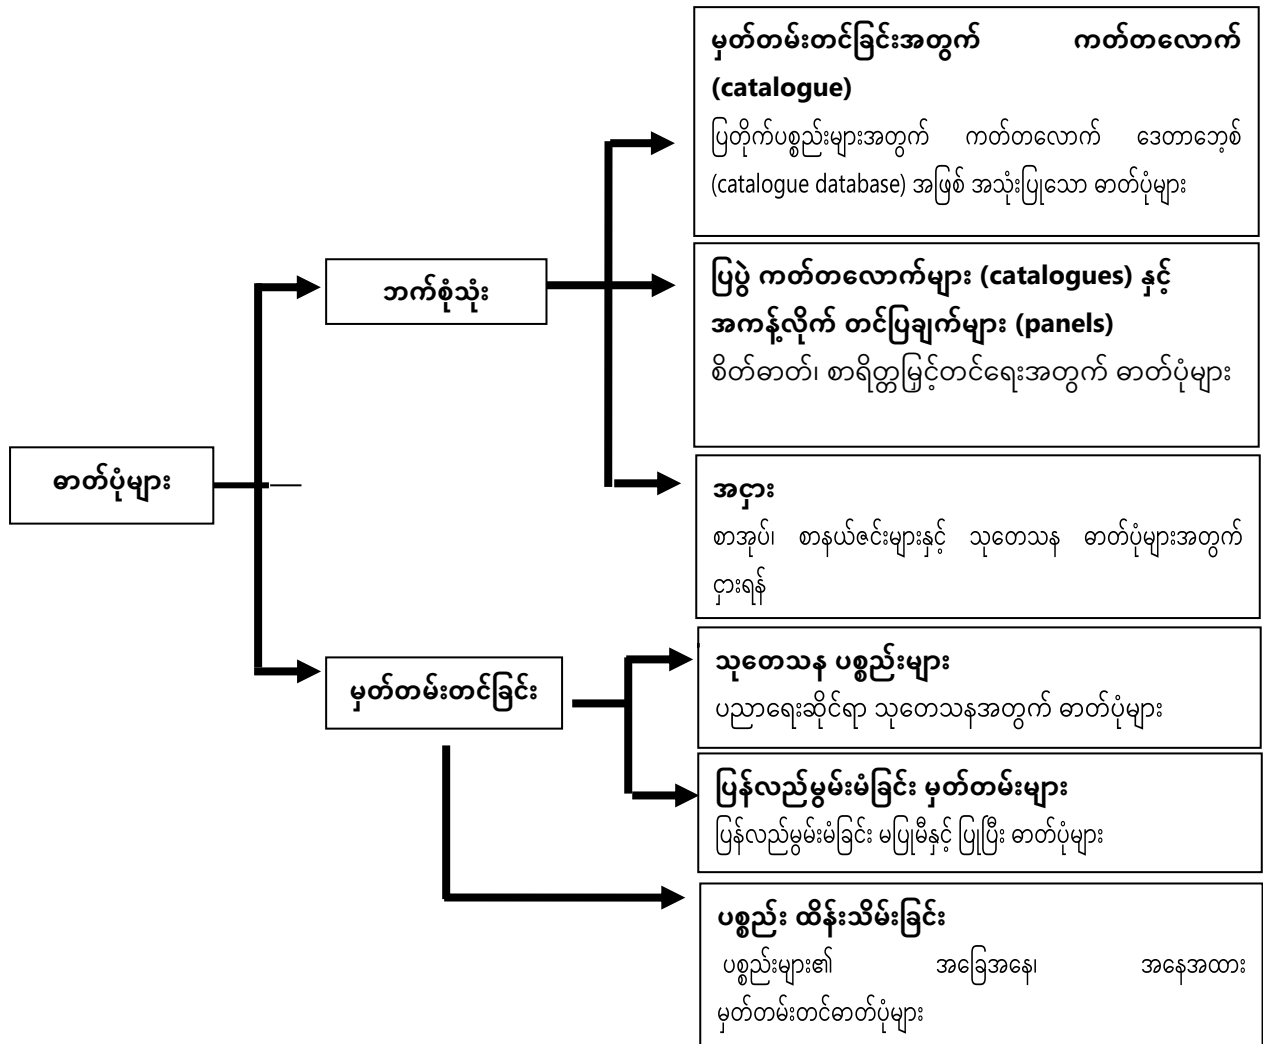 ဓာတ်ပုံများ
ဘက်စုံသုံး
မှတ်တမ်းတင်ခြင်းအတွက် ကတ်တလောက်
(catalogue)
ပြတိုက်ပစ္စည်းများအတွက် ကတ်တလောက် ဒေတာဘေ့စ်
(catalogue database) အဖြစ် အသုံးပြုသော ဓာတ်ပုံများ
ပြပွဲ ကတ်တလောက်များ (catalogues) နှင့်
အကန့်လိုက် တင်ပြချက်များ (panels)
စိတ်ဓာတ်၊ စာရိတ္တမြှင့်တင်ရေးအတွက် ဓာတ်ပုံများ
အငှား
စာအုပ်၊ စာနယ်ဇင်းများနှင့် သုတေသန ဓာတ်ပုံများအတွက်
ငှားရန်
မှတ်တမ်းတင်ခြင်း
သုတေသန ပစ္စည်းများ
ပညာရေးဆိုင်ရာ သုတေသနအတွက် ဓာတ်ပုံများ
ပြန်လည်မွမ်းမံခြင်း မှတ်တမ်းများ
ပြန်လည်မွမ်းမံခြင်း မပြုမီနှင့် ပြုပြီး ဓာတ်ပုံများ
ပစ္စည်း ထိန်းသိမ်းခြင်း
ပစ္စည်းများ၏ အခြေအနေ၊ အနေအထား
မှတ်တမ်းတင်ဓာတ်ပုံများ